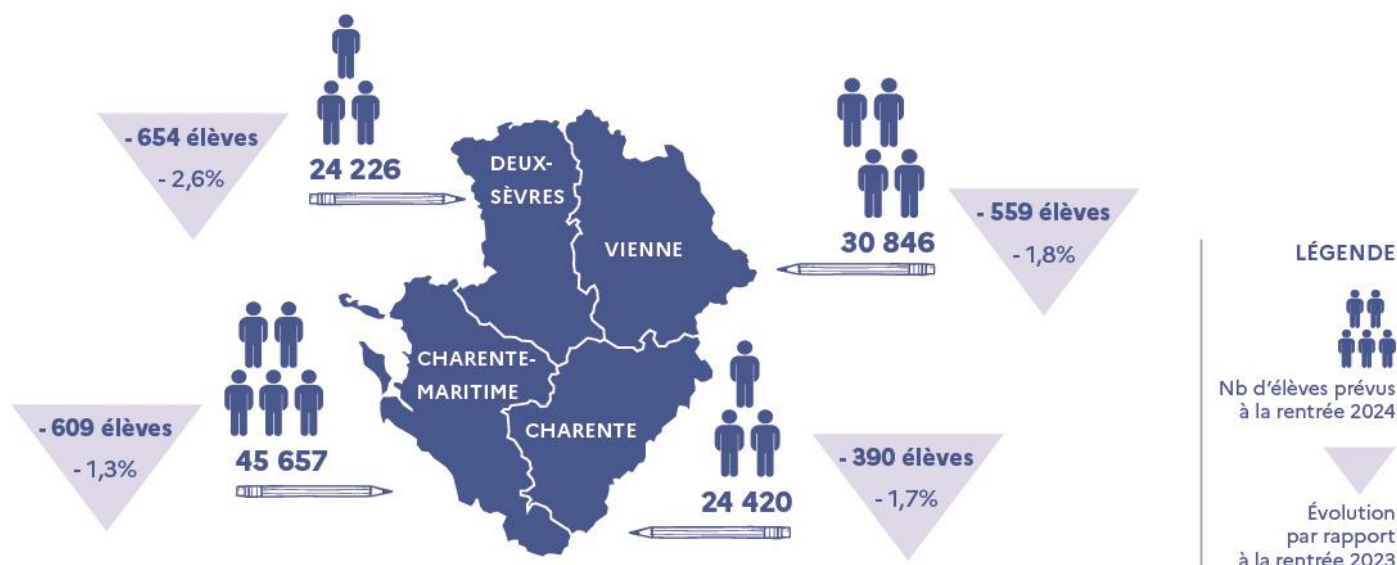 - 654 élèves
- 2,6%
24 226
DEUX-
SÈVRES
VIENNE
30 846
- 559 élèves
- 1,8%
CHARENTE-
MARITIME
- 609 élèves
- 1,3%
45 657
CHARENTE
24 420
- 390 élèves
- 1,7%
LÉGENDE
Nb d'élèves prévus
à la rentrée 2024
Évolution
par rapport
à la rentrée 2023